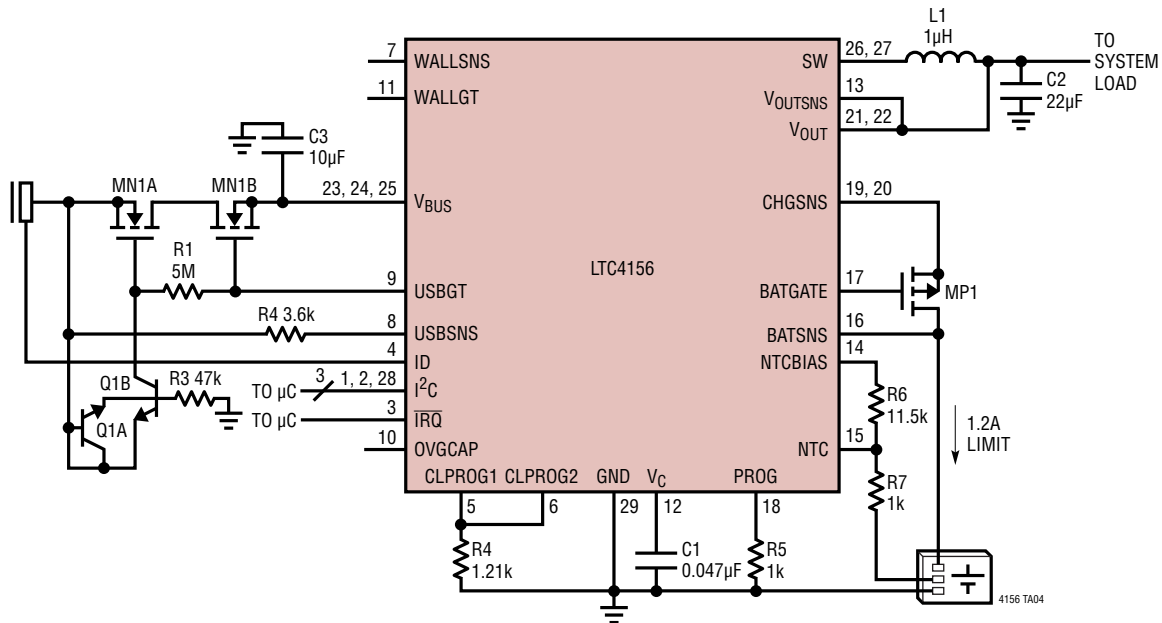 L1
1µH
TO
SYSTEM
LOAD
C2
22µF
7
WALLSNS
11
WALLGT
SW
26, 27
VOUTSNS
13
VOUT
21, 22
C3
10µF
MN1A
MN1B
23, 24, 25
VBUS
CHGSNS
19, 20
R1
5M
LTC4156
9
USBGT
BATGATE
17
MP1
R4 3.6k
8
USBSNS
BATSNS
16
4
ID
NTCBIAS
14
TO µC
3
1, 2, 28
I²C
TO µC
3
IRQ
10
OVGCAP
NTC
15
Q1B
R3 47k
Q1A
R6
11.5k
1.2A
LIMIT
R7
1k
CLPROG1
CLPROG2
GND
VC
PROG
5
6
29
12
18
R4
1.21k
C1
0.047µF
R5
1k
4156 TA04